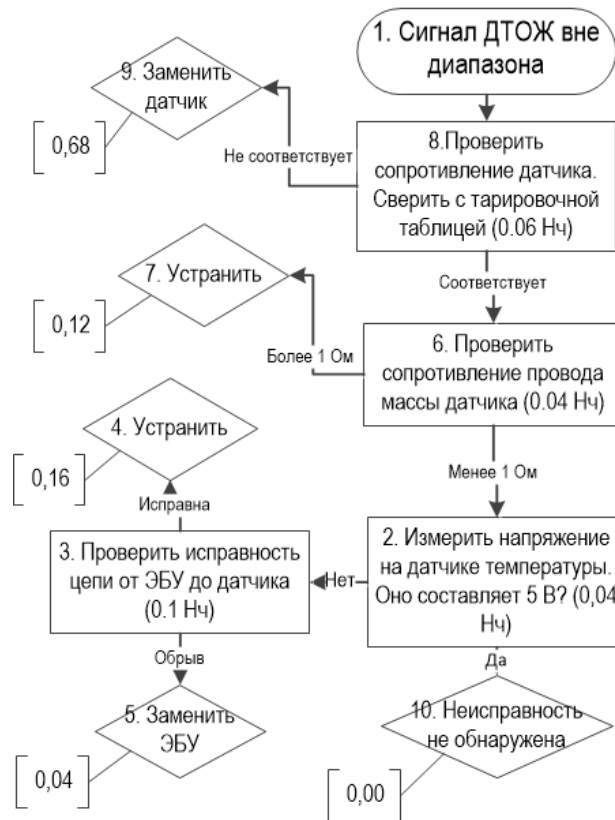 1. Сигнал ДТОЖ вне
диапазона
9. Заменить
датчик
0,68
Не соответствует
8.Проверить
сопротивление датчика.
Сверить с тарировочной
таблицей (0.06 Нч)
Соответствует
7. Устранить
0,12
Более 1 Ом
6. Проверить
сопротивление провода
массы датчика (0.04 Нч)
Менее 1 Ом
4. Устранить
0,16
Исправна
3. Проверить исправность
цепи от ЭБУ до датчика
(0.1 Нч)
Нет
2. Измерить напряжение
на датчике температуры.
Оно составляет 5 В? (0,04
Нч)
Обрыв
Да
5. Заменить
ЭБУ
0,04
10. Неисправность
не обнаружена
0,00